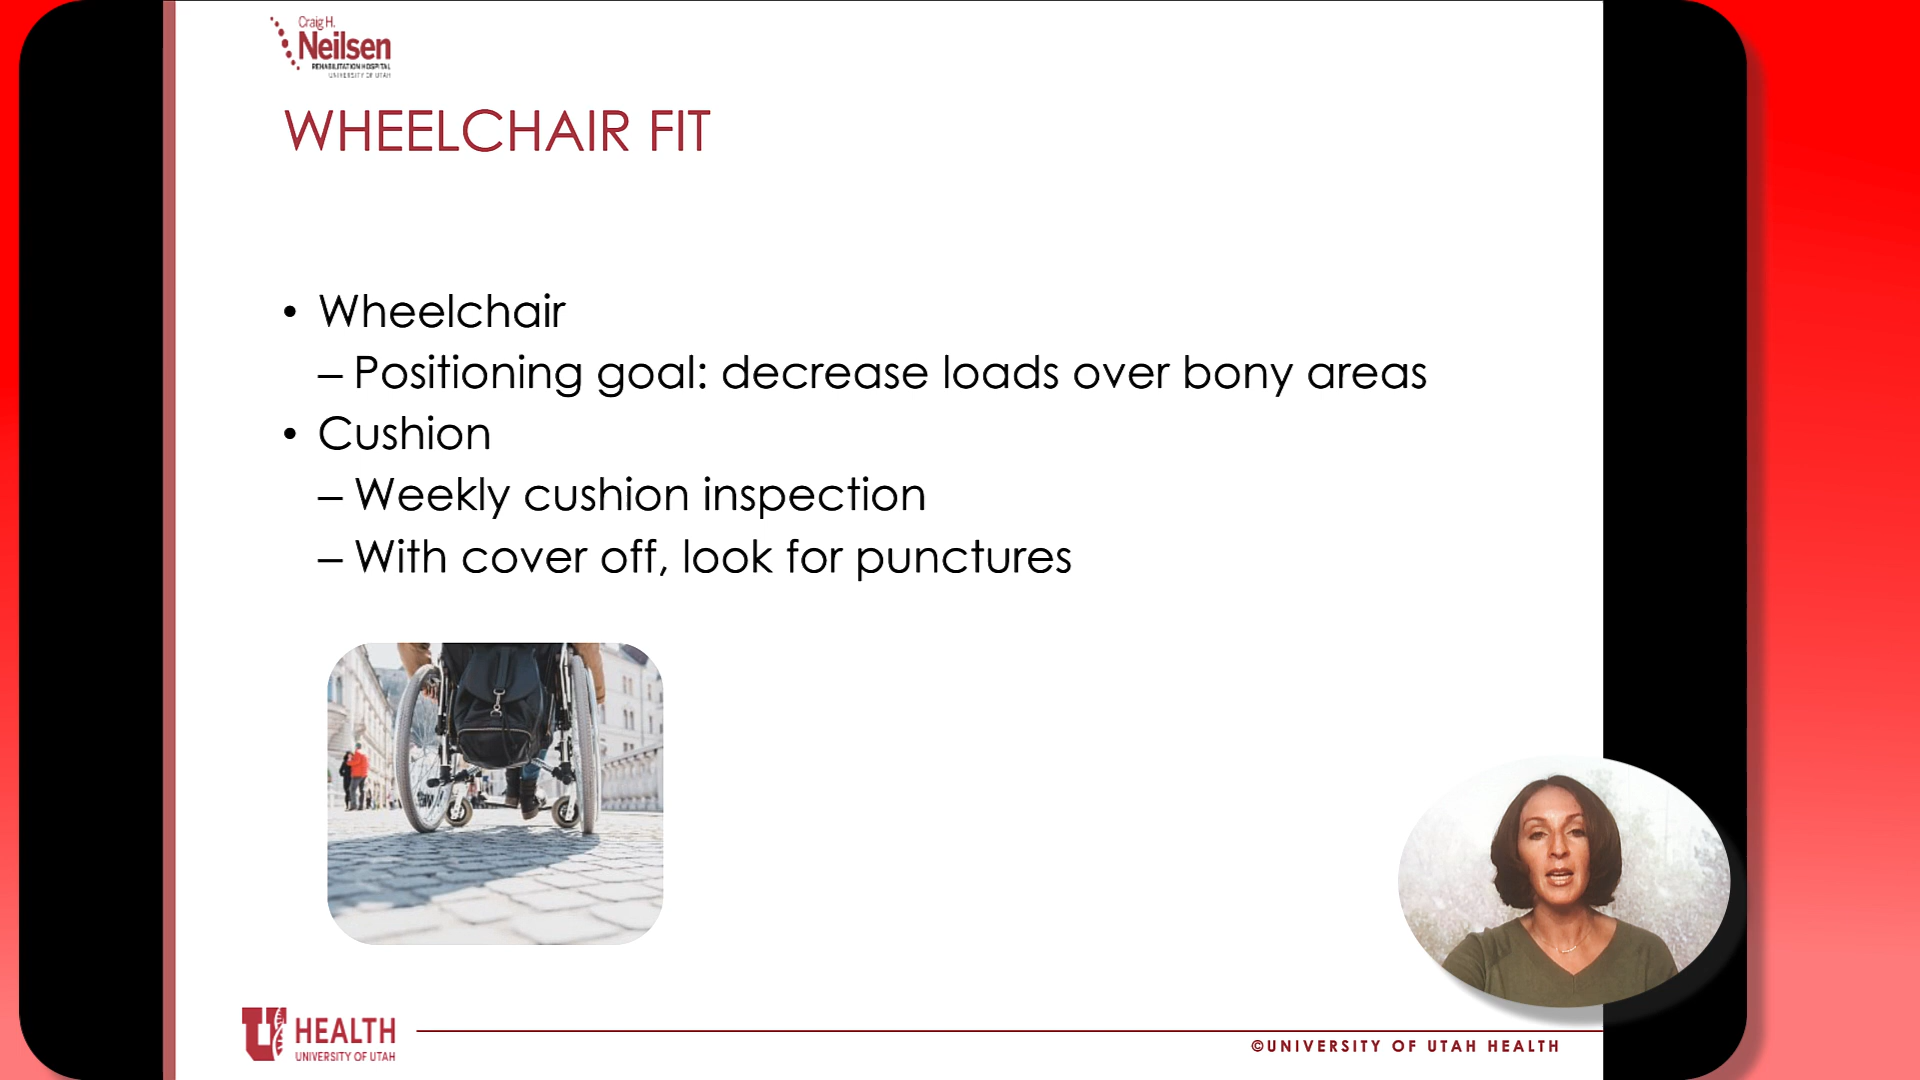 Craig H.
Neilsen
REHABILITATION HOSPITAL
UNIVERSITY OF UTAH
WHEELCHAIR FIT
• Wheelchair
– Positioning goal: decrease loads over bony areas
• Cushion
– Weekly cushion inspection
– With cover off, look for punctures
U HEALTH
UNIVERSITY OF UTAH
©UNIVERSITY OF UTAH HEALTH